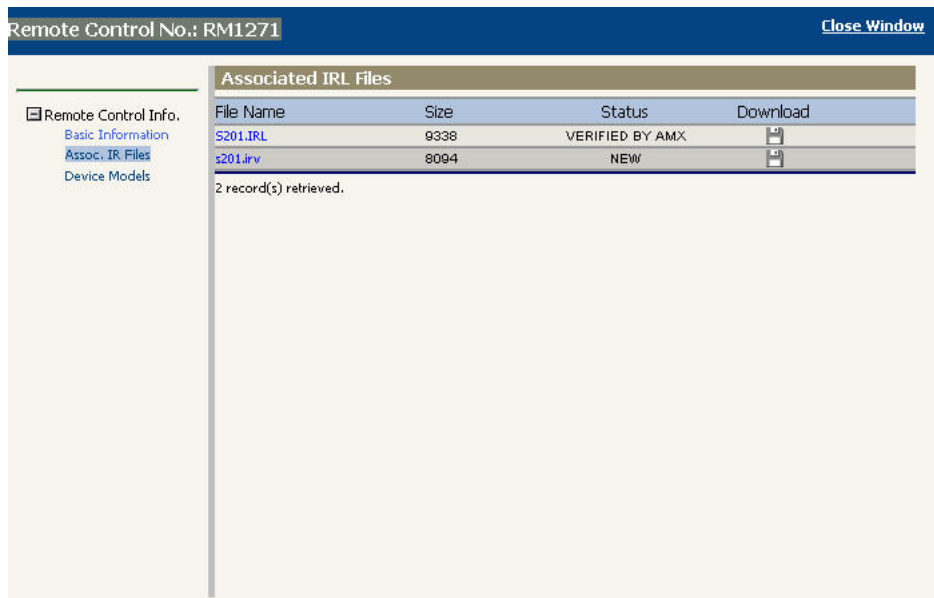 Remote Control No.: RM1271
Close Window
Remote Control Info.
Basic Information
Assoc. IR Files
Device Models
Associated IRL Files
File Name Size Status Download
S201.IRL 9338 VERIFIED BY AMX
s201.irv 8094 NEW
2 record(s) retrieved.